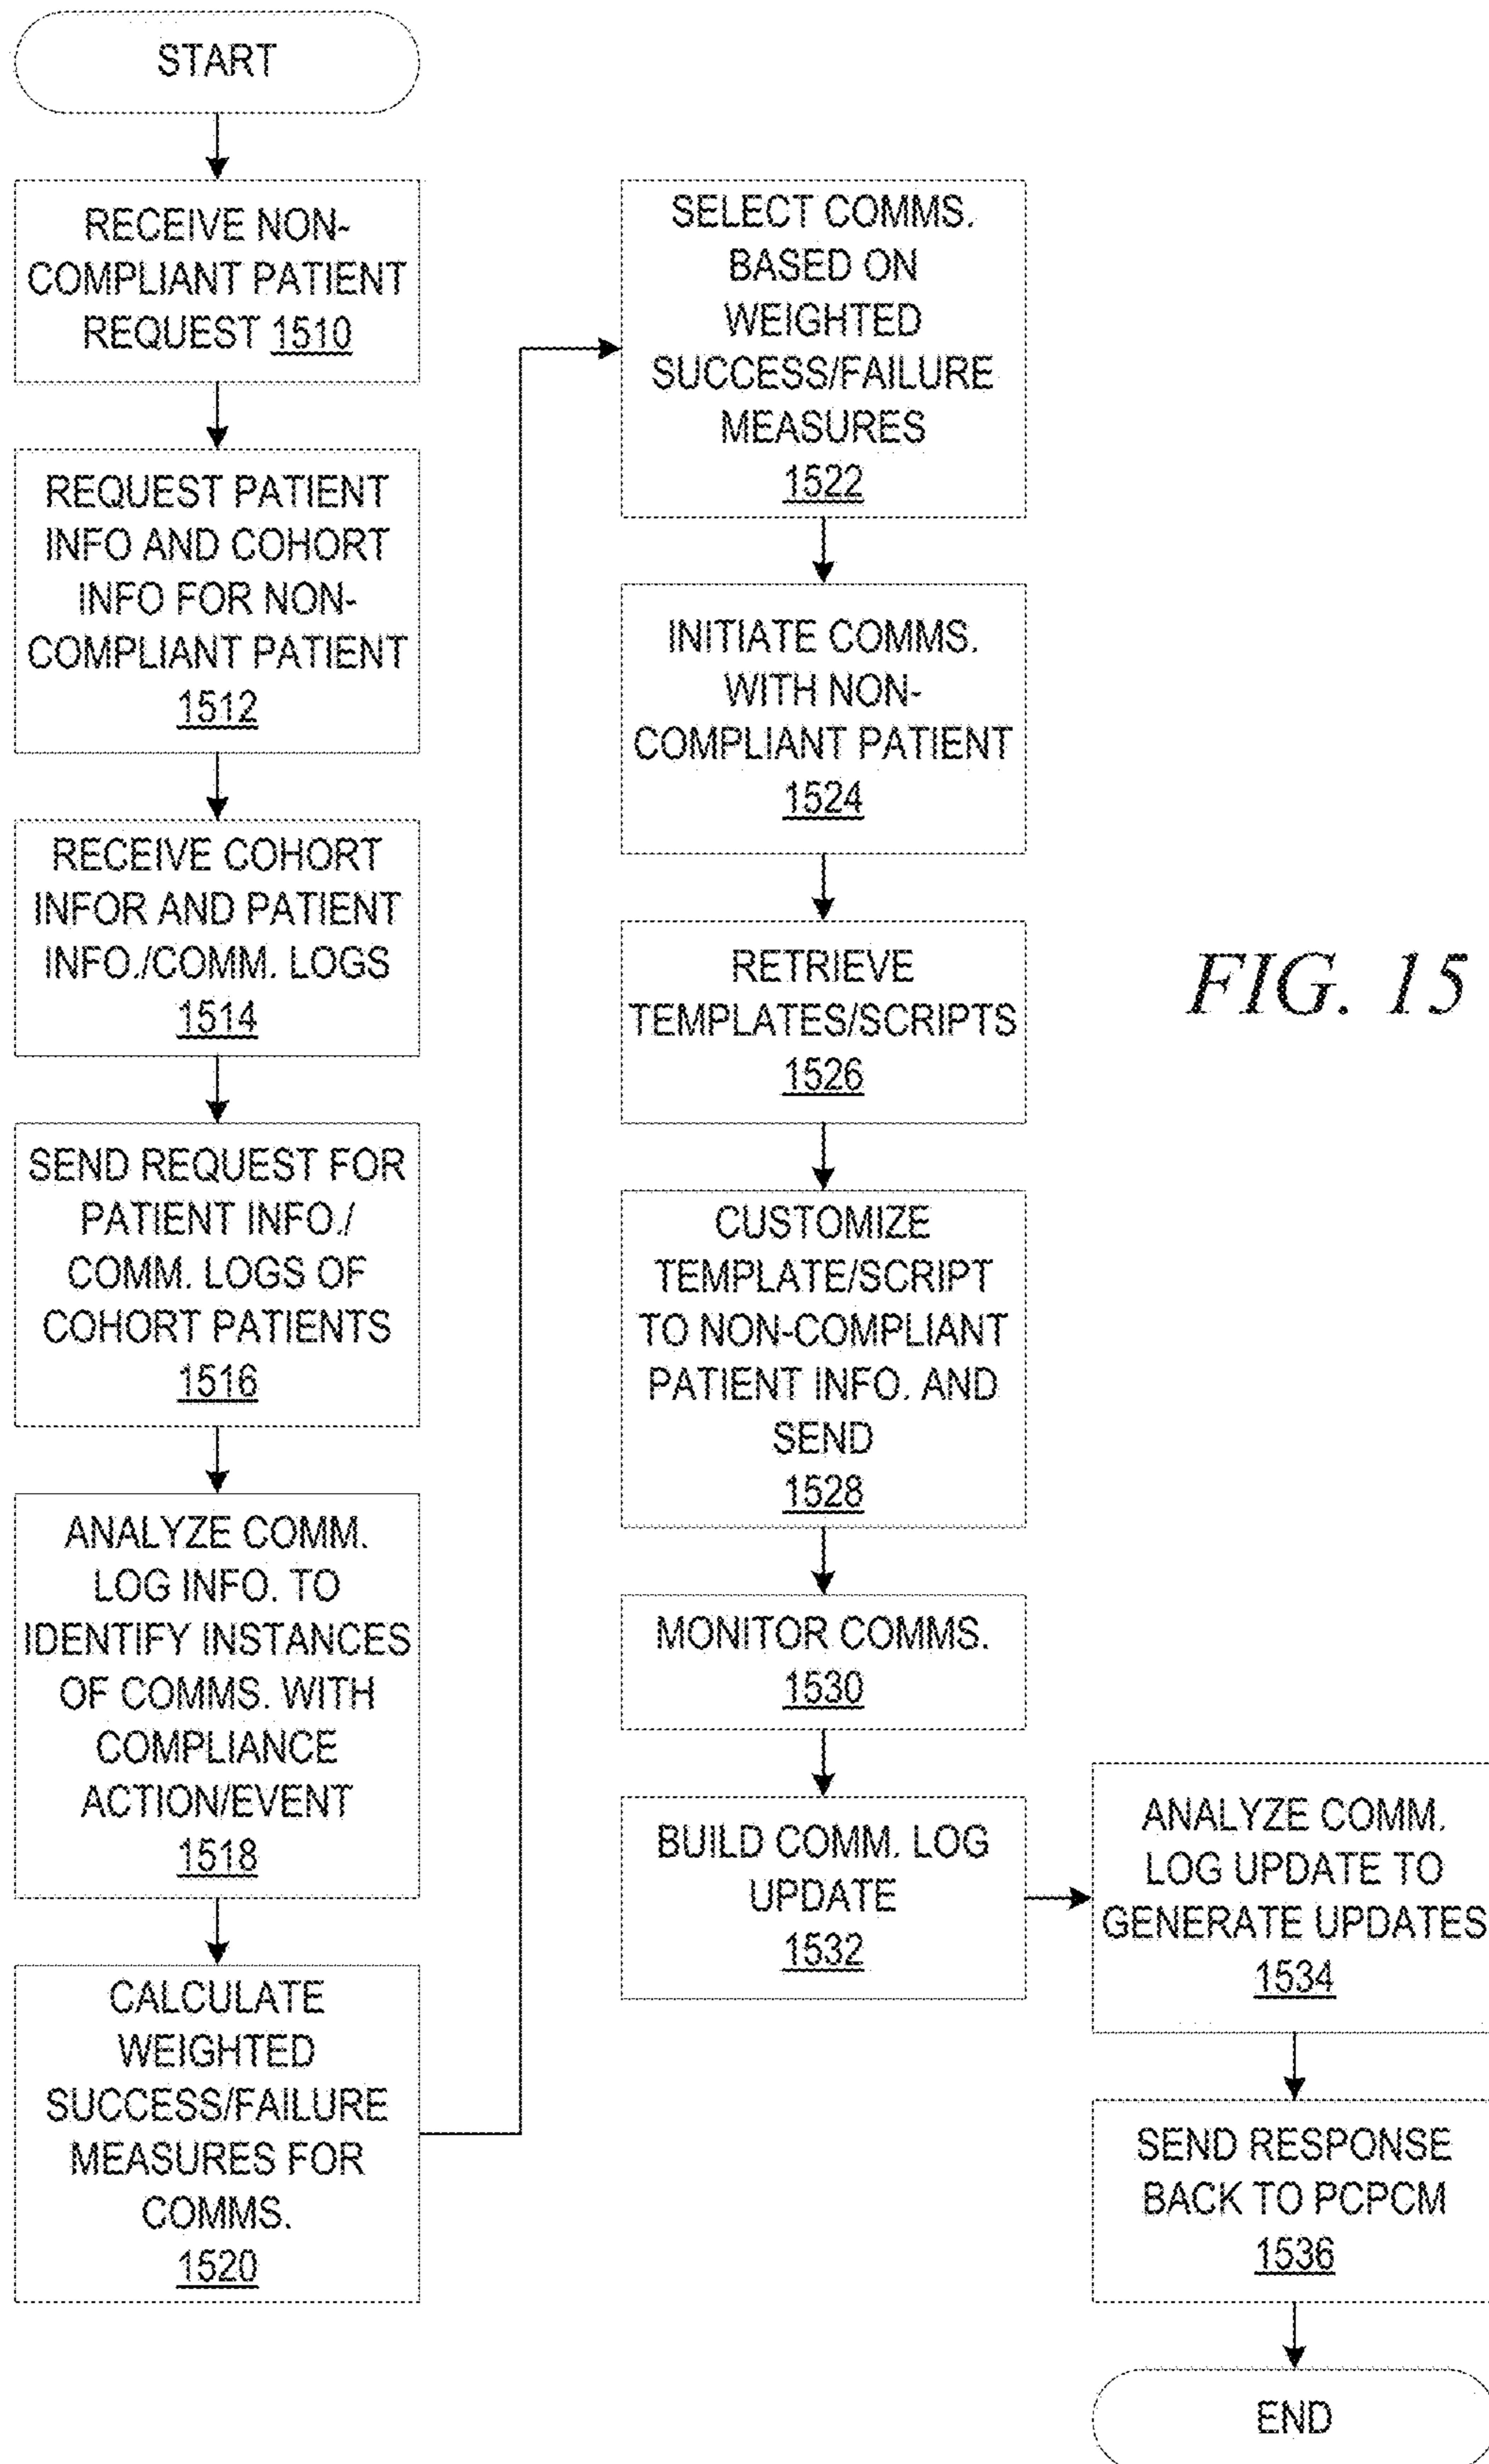 START
RECEIVE NON-
COMPLIANT PATIENT
REQUEST 1510
REQUEST PATIENT
INFO AND COHORT
INFO FOR NON-
COMPLIANT PATIENT
1512
RECEIVE COHORT
INFOR AND PATIENT
INFO./COMM. LOGS
1514
SEND REQUEST FOR
PATIENT INFO./
COMM. LOGS OF
COHORT PATIENTS
1516
ANALYZE COMM.
LOG INFO. TO
IDENTIFY INSTANCES
OF COMMS. WITH
COMPLIANCE
ACTION/EVENT
1518
CALCULATE
WEIGHTED
SUCCESS/FAILURE
MEASURES FOR
COMMS.
1520
SELECT COMMS.
BASED ON
WEIGHTED
SUCCESS/FAILURE
MEASURES
1522
INITIATE COMMS.
WITH NON-
COMPLIANT PATIENT
1524
RETRIEVE
TEMPLATES/SCRIPTS
1526
CUSTOMIZE
TEMPLATE/SCRIPT
TO NON-COMPLIANT
PATIENT INFO. AND
SEND
1528
MONITOR COMMS.
1530
BUILD COMM. LOG
UPDATE
1532
ANALYZE COMM.
LOG UPDATE TO
GENERATE UPDATES
1534
SEND RESPONSE
BACK TO PCPCM
1536
END
FIG. 15